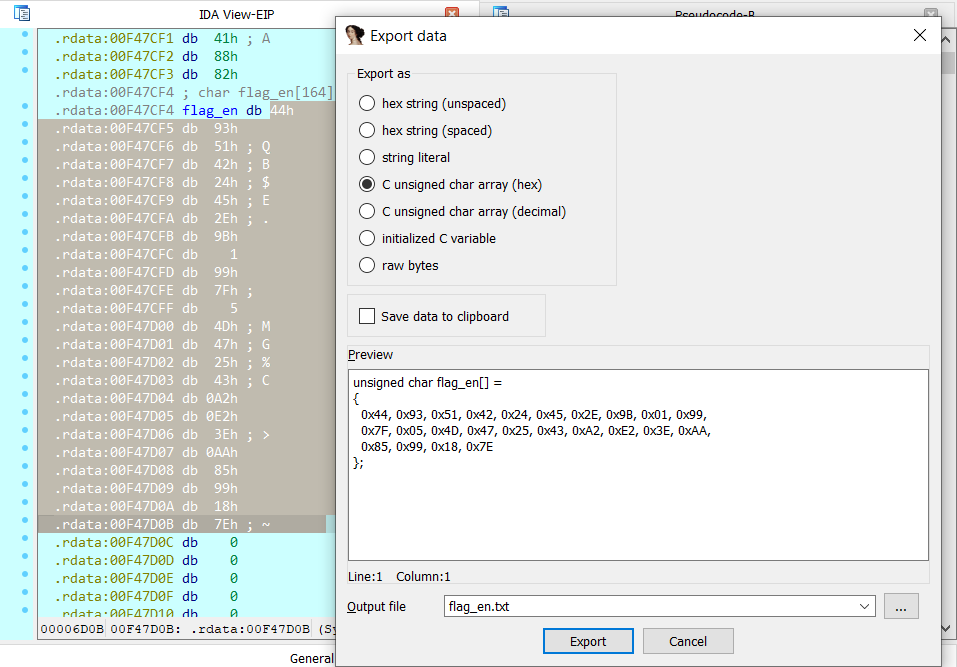 IDA View-EIP
Pseudocode-B
.rdata:00F47CF1 db 41h ; A
.rdata:00F47CF2 db 88h
.rdata:00F47CF3 db 82h
.rdata:00F47CF4 ; char flag_en[164]
.rdata:00F47CF4 flag_en db 44h
.rdata:00F47CF5 db 93h
.rdata:00F47CF6 db 51h ; Q
.rdata:00F47CF7 db 42h ; B
.rdata:00F47CF8 db 24h ; $
.rdata:00F47CF9 db 45h ; E
.rdata:00F47CFA db 2Eh ; .
.rdata:00F47CFB db 9Bh
.rdata:00F47CFC db 1
.rdata:00F47CFD db 99h
.rdata:00F47CFE db 7Fh ;
.rdata:00F47CFF db 5
.rdata:00F47D00 db 4Dh ; M
.rdata:00F47D01 db 47h ; G
.rdata:00F47D02 db 25h ; %
.rdata:00F47D03 db 43h ; C
.rdata:00F47D04 db 0A2h
.rdata:00F47D05 db 0E2h
.rdata:00F47D06 db 3Eh ; >
.rdata:00F47D07 db 0AAh
.rdata:00F47D08 db 85h
.rdata:00F47D09 db 99h
.rdata:00F47D0A db 18h
.rdata:00F47D0B db 7Eh ; ~
.rdata:00F47D0C db 0
.rdata:00F47D0D db 0
.rdata:00F47D0E db 0
.rdata:00F47D0F db 0
.rdata:00F47D10 db 0
00006D0B 00F47D0B: .rdata:00F47D0B (Sy
General
Export data
Export as
hex string (unspaced)
hex string (spaced)
string literal
C unsigned char array (hex)
C unsigned char array (decimal)
initialized C variable
raw bytes
Save data to clipboard
Preview
unsigned char flag_en[] =
{
0x44, 0x93, 0x51, 0x42, 0x24, 0x45, 0x2E, 0x9B, 0x01, 0x99,
0x7F, 0x05, 0x4D, 0x47, 0x25, 0x43, 0xA2, 0xE2, 0x3E, 0xAA,
0x85, 0x99, 0x18, 0x7E
};
Line:1 Column:1
Output file
flag_en.txt
...
Export
Cancel